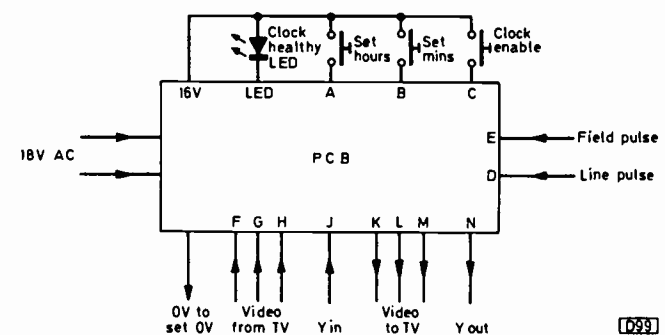 Clock
healthy
LED
Set
hours
Set
mins
Clock
enable
16V LED A B C
18V AC
PCB
E Field pulse
D Line pulse
F G H J K L M N
0V to
set 0V
Video
from TV
Y in
Video
to TV
Y out
D99